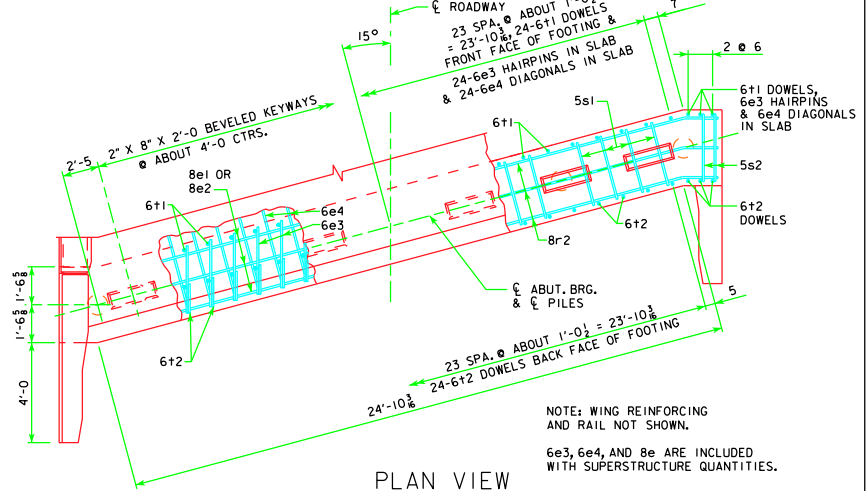 ℄ ROADWAY
15°
23 SPA. @ ABOUT 1'-0½
= 23'-10 3/16, 24-6t1 DOWELS
FRONT FACE OF FOOTING &
24-6e3 HAIRPINS IN SLAB
& 24-6e4 DIAGONALS IN SLAB
7
2 @ 6
6t1 DOWELS,
6e3 HAIRPINS
& 6e4 DIAGONALS
IN SLAB
5s1
6t1
2" X 8" X 2'-0 BEVELED KEYWAYS
@ ABOUT 4'-0 CTRS.
2'-5
8e1 OR
8e2
6t1
6e4
6e3
5s2
6t2
DOWELS
6t2
8r2
1'-6 5/8
1'-6 5/8
℄ ABUT. BRG.
& ℄ PILES
5
6t2
4'-0
23 SPA. @ ABOUT 1'-0½ = 23'-10 3/16
24-6t2 DOWELS BACK FACE OF FOOTING
24'-10 3/16
NOTE: WING REINFORCING
AND RAIL NOT SHOWN.
6e3, 6e4, AND 8e ARE INCLUDED
WITH SUPERSTRUCTURE QUANTITIES.
PLAN VIEW